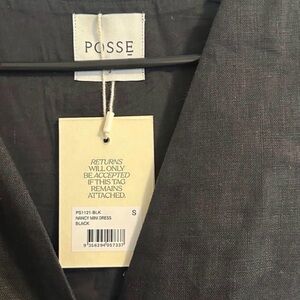 POSSE
RETURNS
WILL ONLY
BE ACCEPTED
IF THIS TAG
REMAINS
ATTACHED.
PS1121-BLK
NANCY MINI DRESS
BLACK
S
9 356294 057337